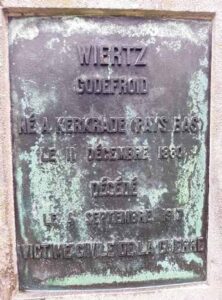 WIERTZ
GODEFROID
NÉ A KERKRADE (PAYS BAS)
LE 11 DÉCEMBRE
DÉCÉDÉ
LE SEPTEMBRE
VICTIME CIVILE DE LA GUERRE